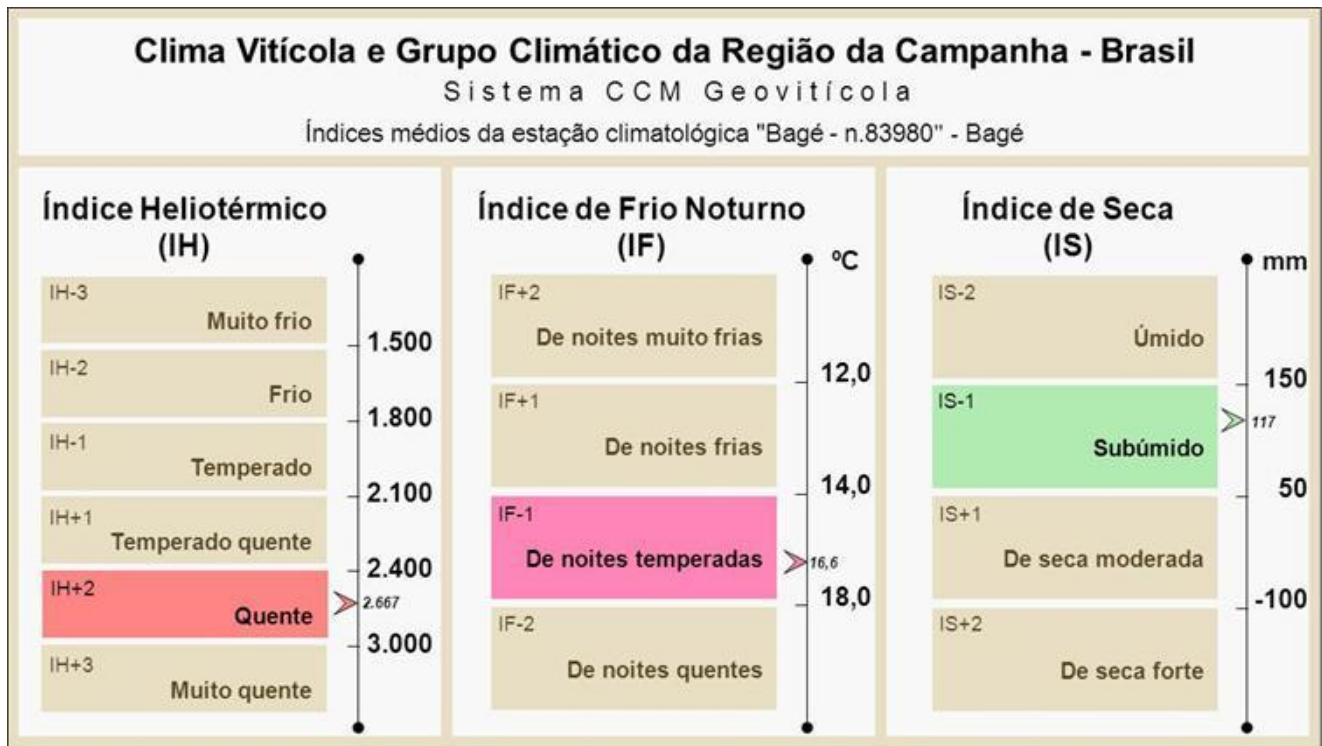 Clima Vitícola e Grupo Climático da Região da Campanha - Brasil
Sistema CCM Geovitícola
Índices médios da estação climatológica "Bagé - n.83980" - Bagé
Índice Heliotérmico
(IH)
IH-3
Muito frio
1.500
IH-2
Frio
1.800
IH-1
Temperado
2.100
IH+1
Temperado quente
2.400
IH+2
Quente
2.667
3.000
IH+3
Muito quente
Índice de Frio Noturno
(IF)
ºC
IF+2
De noites muito frias
12,0
IF+1
De noites frias
14,0
IF-1
De noites temperadas
16,6
18,0
IF-2
De noites quentes
Índice de Seca
(IS)
mm
IS-2
Úmido
150
IS-1
117
Subúmido
50
IS+1
De seca moderada
-100
IS+2
De seca forte